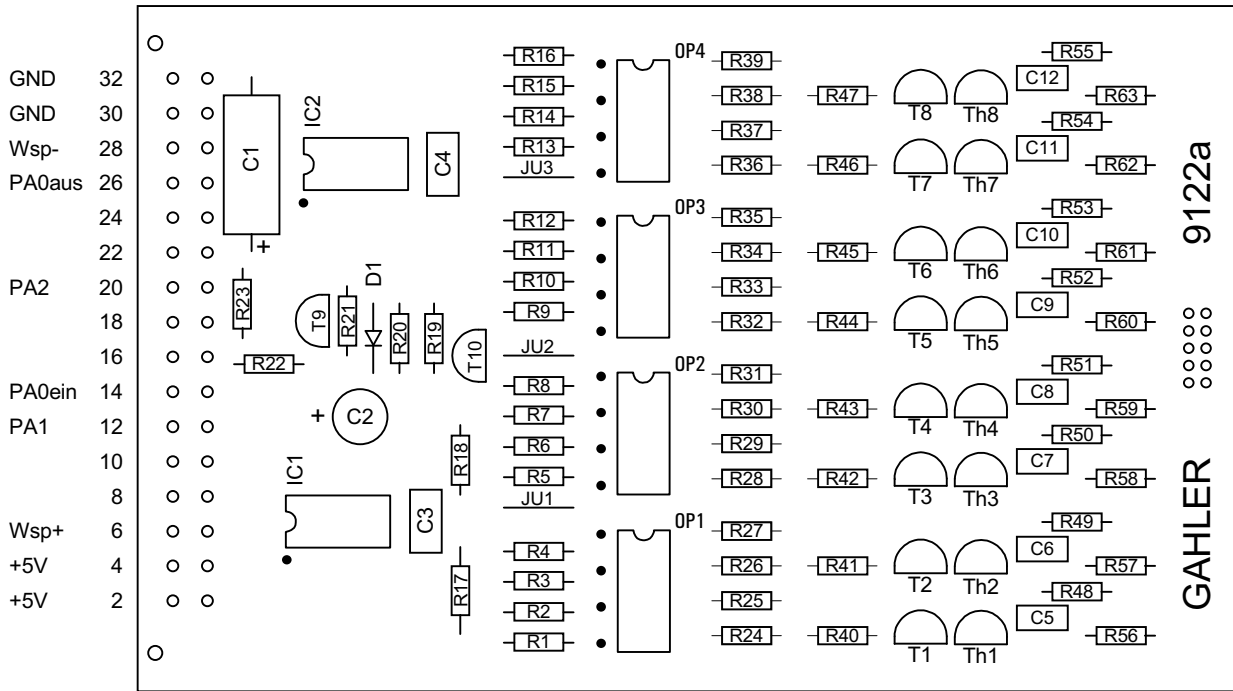 GND 32
GND 30
Wsp- 28
PA0aus 26
24
22
PA2 20
18
16
PA0ein 14
PA1 12
10
8
Wsp+ 6
+5V 4
+5V 2
C1
+
IC2
C4
R23
R22
T9
R21
D1
R20
R19
T10
+ C2
IC1
C3
R18
R17
R16
R15
R14
R13
JU3
R12
R11
R10
R9
JU2
R8
R7
R6
R5
JU1
R4
R3
R2
R1
OP4
OP3
OP2
OP1
R39
R38
R37
R36
R35
R34
R33
R32
R31
R30
R29
R28
R27
R26
R25
R24
R47
R46
R45
R44
R43
R42
R41
R40
T8 Th8
T7 Th7
T6 Th6
T5 Th5
T4 Th4
T3 Th3
T2 Th2
T1 Th1
R55
C12
R63
R54
C11
R62
R53
C10
R61
R52
C9
R60
R51
C8
R59
R50
C7
R58
R49
C6
R57
R48
C5
R56
9122a
GAHLER